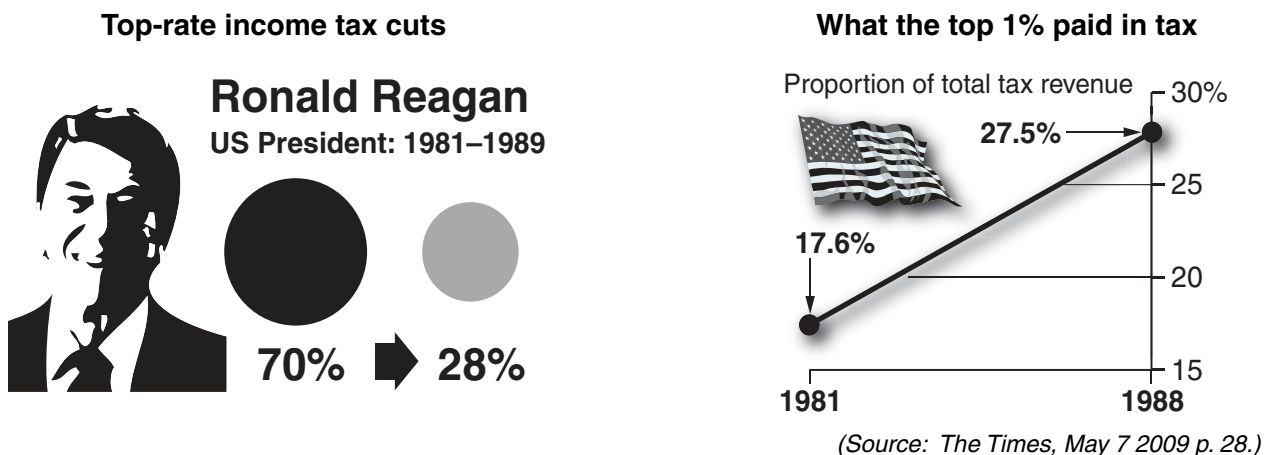 Top-rate income tax cuts
Ronald Reagan
US President: 1981–1989
70% 28%
What the top 1% paid in tax
Proportion of total tax revenue
30%
27.5%
25
17.6%
20
15
1981 1988
(Source: The Times, May 7 2009 p. 28.)